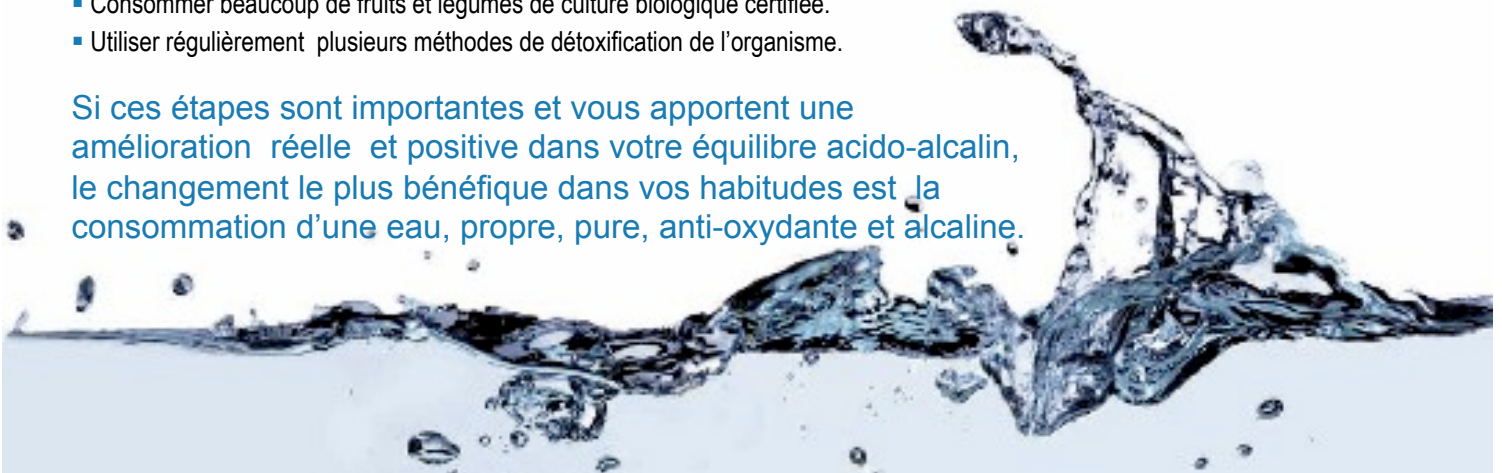 ▪ Consommer beaucoup de fruits et légumes de culture biologique certifiée.
▪ Utiliser régulièrement plusieurs méthodes de détoxification de l’organisme.
Si ces étapes sont importantes et vous apportent une
amélioration réelle et positive dans votre équilibre acido-alcalin,
le changement le plus bénéfique dans vos habitudes est la
consommation d’une eau, propre, pure, anti-oxydante et alcaline.